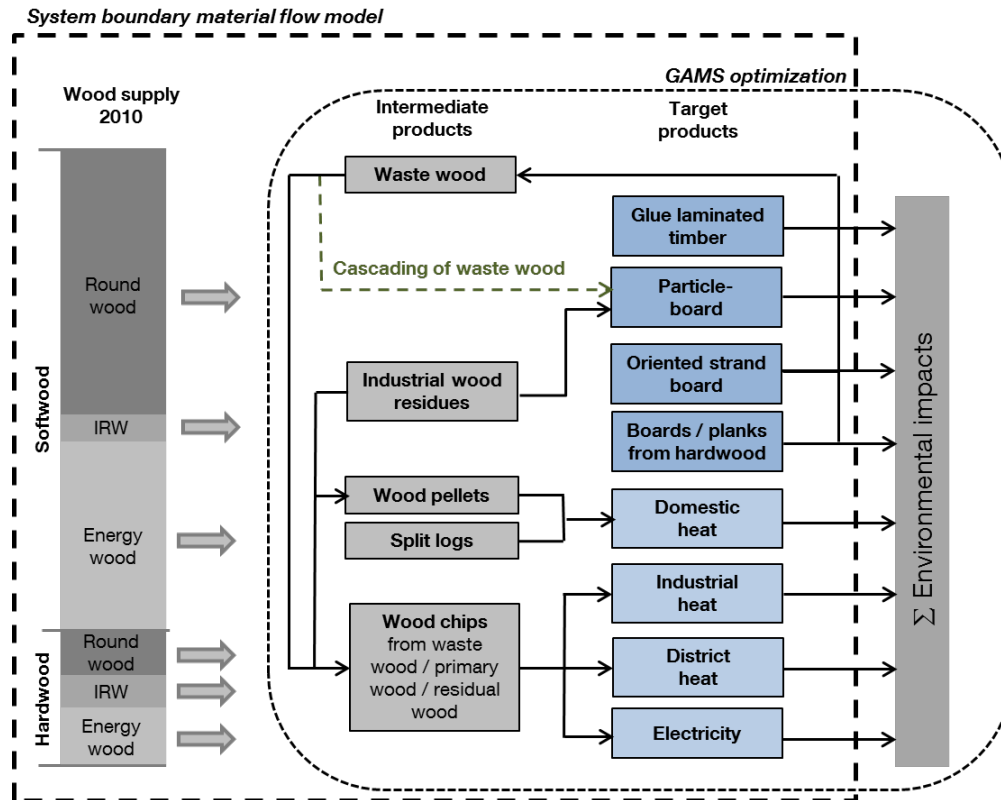 System boundary material flow model
GAMS optimization
Wood supply
2010
Intermediate
products
Target
products
Softwood
Round
wood
IRW
Energy
wood
Hardwood
Round
wood
IRW
Energy
wood
Waste wood
Cascading of waste wood
Industrial wood
residues
Wood pellets
Split logs
Wood chips
from waste
wood / primary
wood / residual
wood
Glue laminated
timber
Particle-
board
Oriented strand
board
Boards / planks
from hardwood
Domestic
heat
Industrial
heat
District
heat
Electricity
∑ Environmental impacts